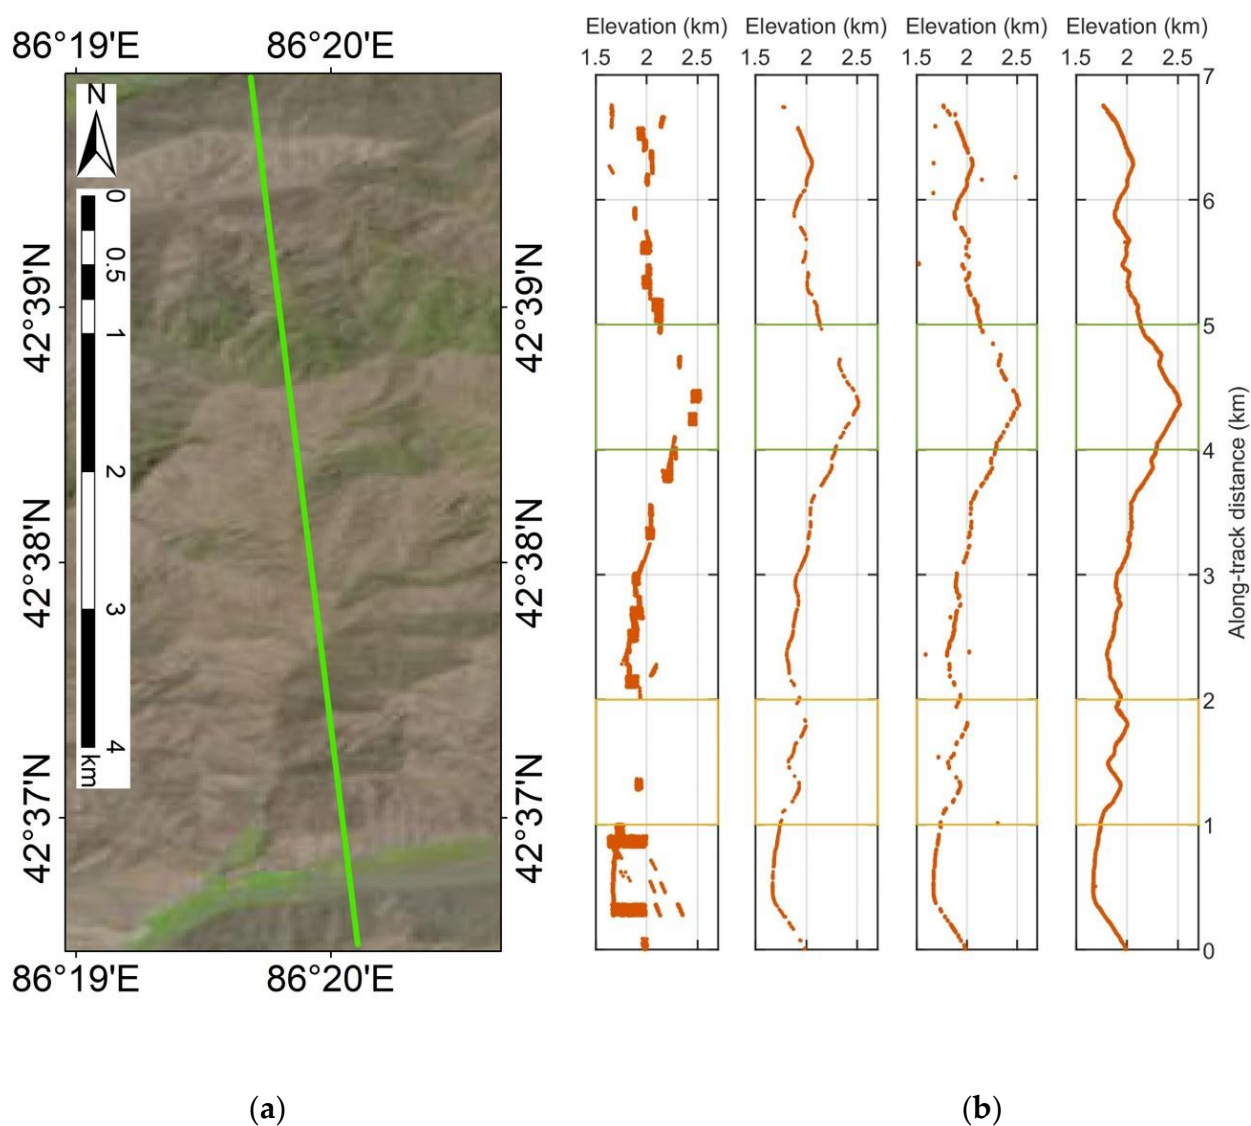 86°19'E 86°20'E
N
0
0.5
1
2
3
4
km
42°39'N
42°38'N
42°37'N
42°39'N
42°38'N
42°37'N
86°19'E 86°20'E
(a)
Elevation (km) Elevation (km) Elevation (km) Elevation (km)
1.5 2 2.5 1.5 2 2.5 1.5 2 2.5 1.5 2 2.5
7
6
5
4
3
2
1
0
Along-track distance (km)
(b)